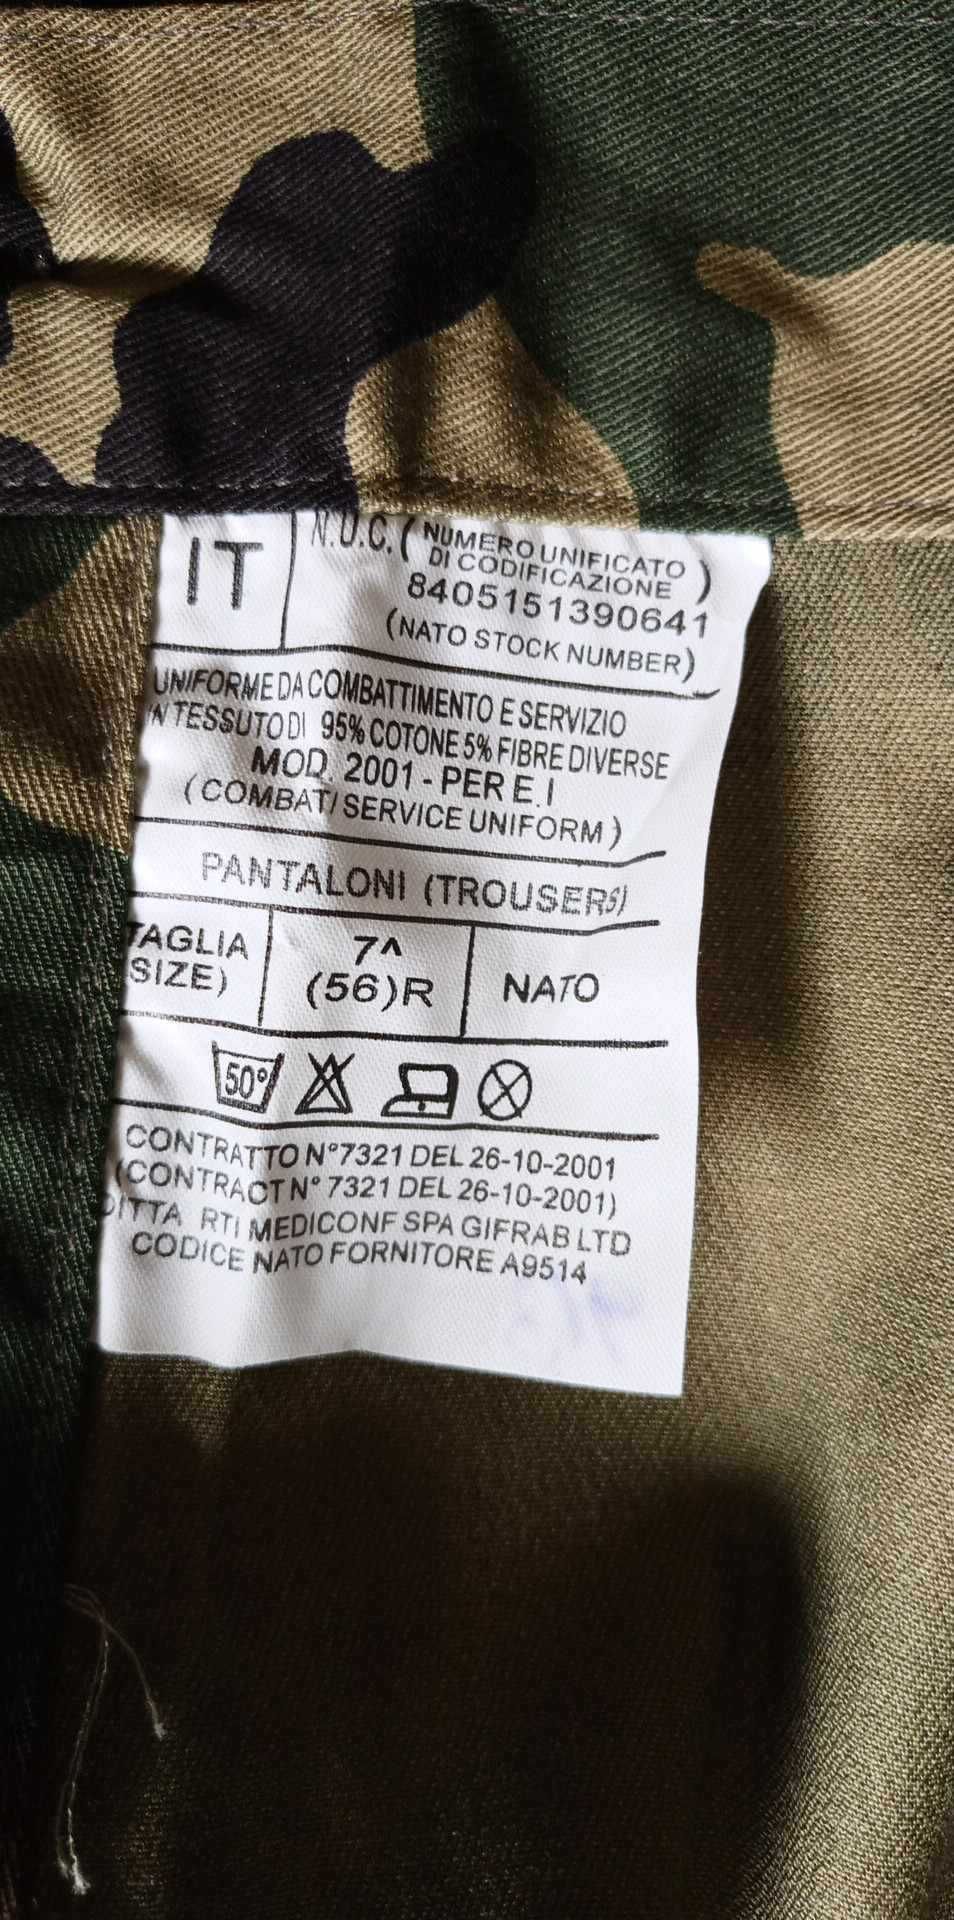 IT
N.U.C. ( NUMERO UNIFICATO
DI CODIFICAZIONE )
8405151390641
(NATO STOCK NUMBER)
UNIFORME DA COMBATTIMENTO E SERVIZIO
IN TESSUTO DI 95% COTONE 5% FIBRE DIVERSE
MOD. 2001 - PER E.I
( COMBAT/ SERVICE UNIFORM )
PANTALONI (TROUSERS)
TAGLIA
SIZE)
7^
(56)R
NATO
50°
CONTRATTO N°7321 DEL 26-10-2001
(CONTRACT N° 7321 DEL 26-10-2001)
DITTA RTI MEDICONF SPA GIFRAB LTD
CODICE NATO FORNITORE A9514